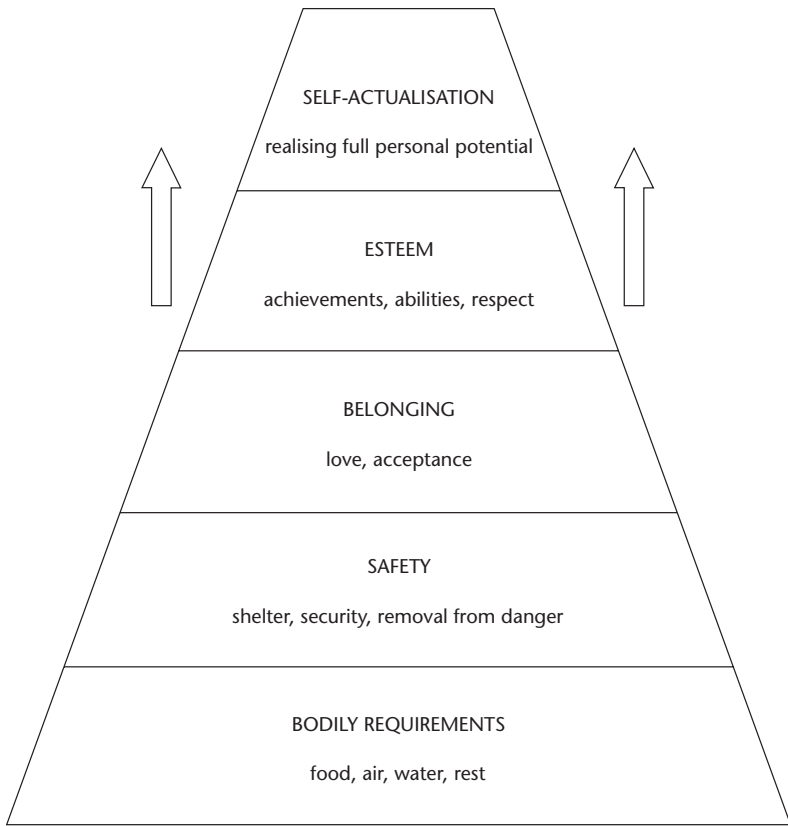 SELF-ACTUALISATION
realising full personal potential
ESTEEM
achievements, abilities, respect
BELONGING
love, acceptance
SAFETY
shelter, security, removal from danger
BODILY REQUIREMENTS
food, air, water, rest